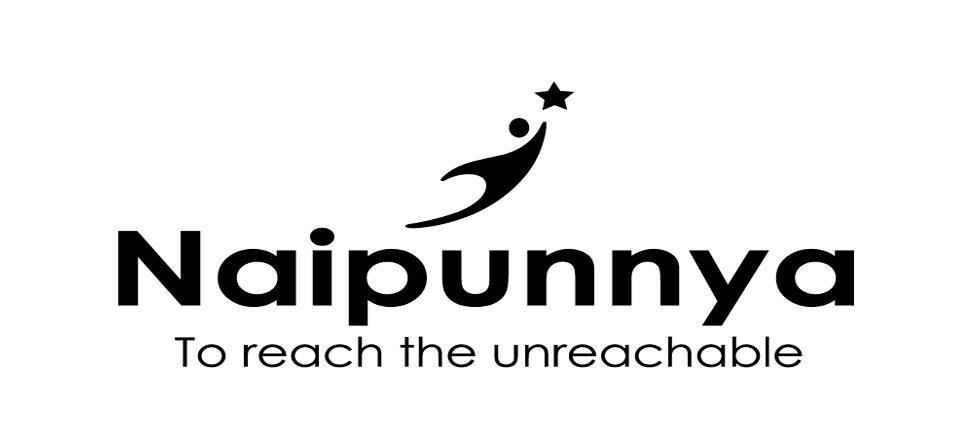 Naipunnya
To reach the unreachable